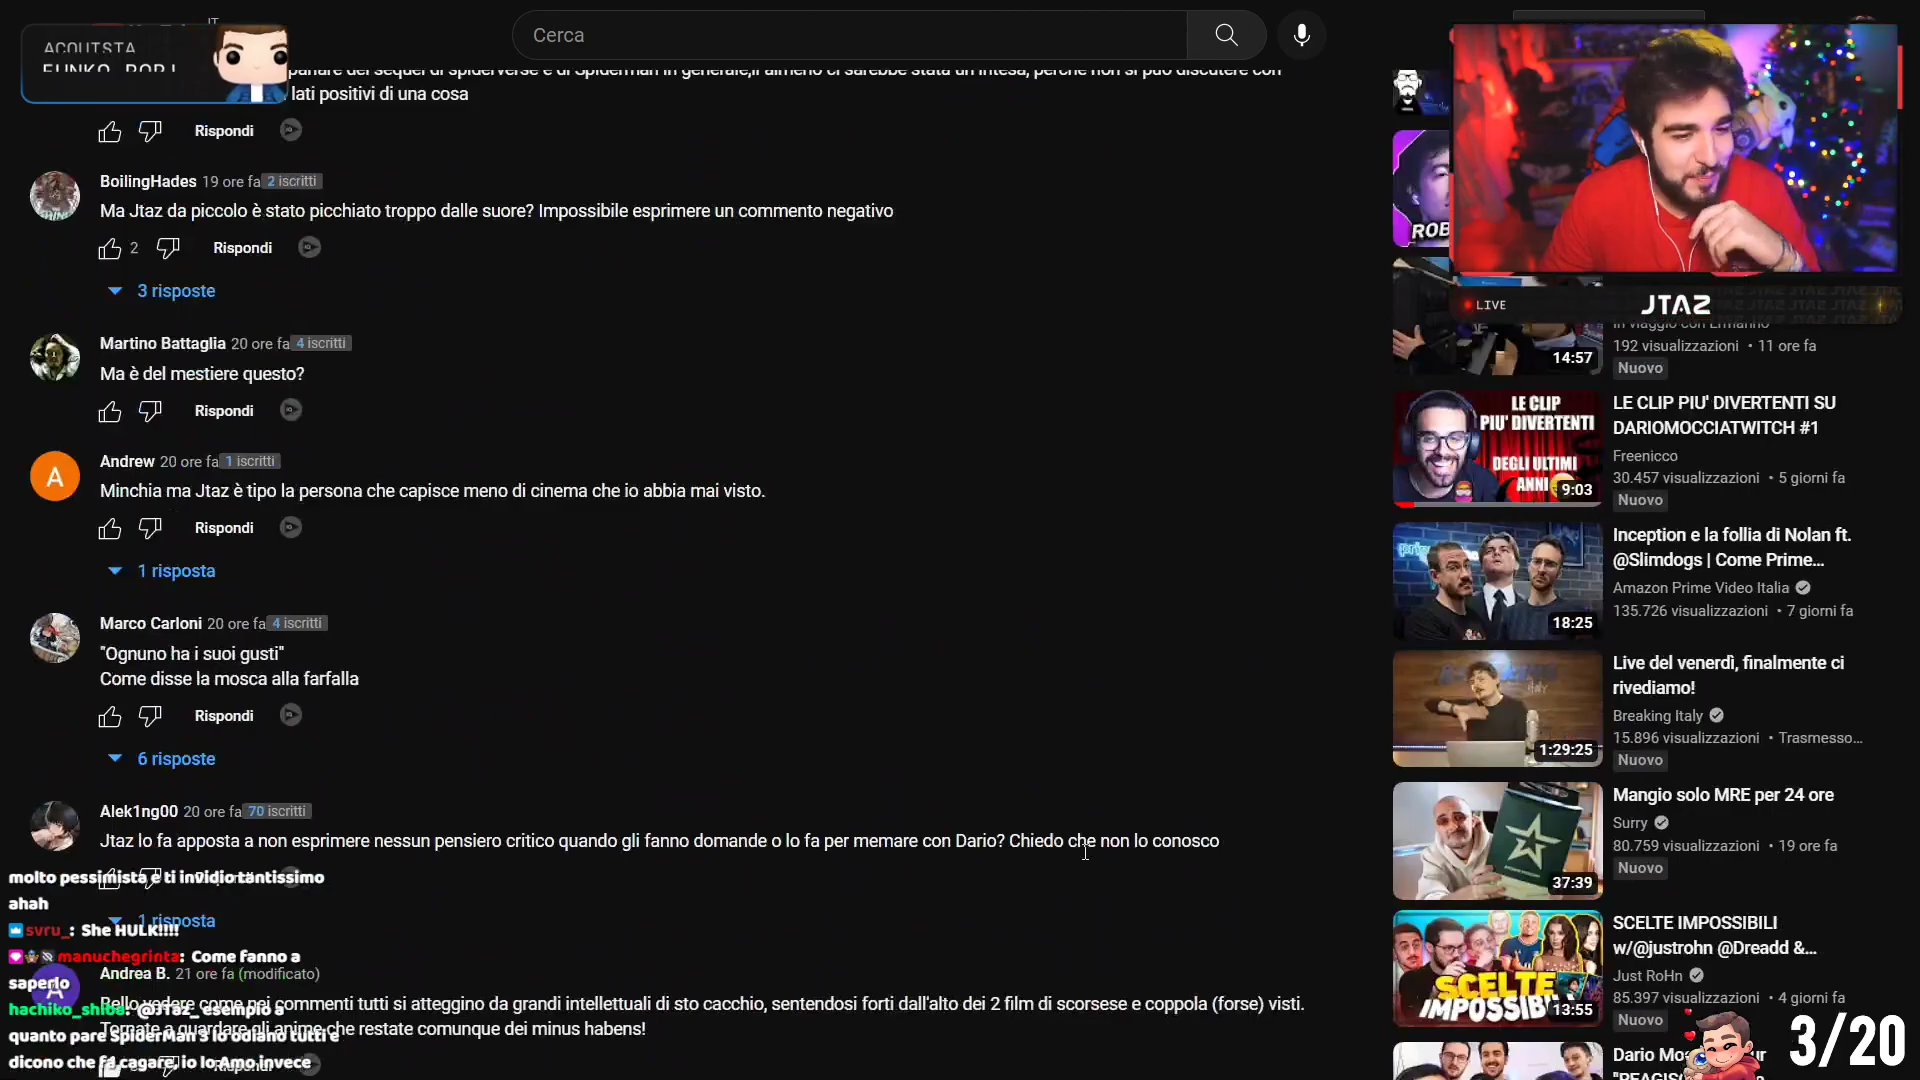 IT
ACQUISTA
FUNKO POP!
Cerca
parlare dei sequel di spiderverse e di Spiderman in generale,lì almeno ci sarebbe stata un'intesa, perché non si può discutere con
lati positivi di una cosa
Rispondi
BoilingHades 19 ore fa 2 iscritti
Ma Jtaz da piccolo è stato picchiato troppo dalle suore? Impossibile esprimere un commento negativo
2 Rispondi
3 risposte
Martino Battaglia 20 ore fa 4 iscritti
Ma è del mestiere questo?
Rispondi
A
Andrew 20 ore fa 1 iscritti
Minchia ma Jtaz è tipo la persona che capisce meno di cinema che io abbia mai visto.
Rispondi
1 risposta
Marco Carloni 20 ore fa 4 iscritti
"Ognuno ha i suoi gusti"
Come disse la mosca alla farfalla
Rispondi
6 risposte
Alek1ng00 20 ore fa 70 iscritti
Jtaz lo fa apposta a non esprimere nessun pensiero critico quando gli fanno domande o lo fa per memare con Dario? Chiedo che non lo conosco
1 risposta
A
Andrea B. 21 ore fa (modificato)
Bello vedere come nei commenti tutti si atteggino da grandi intellettuali di sto cacchio, sentendosi forti dall'alto dei 2 film di scorsese e coppola (forse) visti.
Tornate a guardare gli anime che restate comunque dei minus habens!
Rispondi
molto pessimista e ti invidio tantissimo
ahah
svru_: She HULK!!!!
manuchegrinta: Come fanno a
saperlo
hachiko_shiba: @JTaz_ esempio a
quanto pare SpiderMan 3 lo odiano tutti e
dicono che fa cagare, io lo Amo invece
ROB
LIVE
JTAZ
In viaggio con Ermanno
192 visualizzazioni • 11 ore fa
Nuovo
14:57
LE CLIP
PIU' DIVERTENTI
DEGLI ULTIMI
ANNI
9:03
LE CLIP PIU' DIVERTENTI SU
DARIOMOCCIATWITCH #1
Freenicco
30.457 visualizzazioni • 5 giorni fa
Nuovo
18:25
Inception e la follia di Nolan ft.
@Slimdogs | Come Prime...
Amazon Prime Video Italia
135.726 visualizzazioni • 7 giorni fa
1:29:25
Live del venerdì, finalmente ci
rivediamo!
Breaking Italy
15.896 visualizzazioni • Trasmesso...
Nuovo
37:39
Mangio solo MRE per 24 ore
Surry
80.759 visualizzazioni • 19 ore fa
Nuovo
SCELTE
IMPOSSIB
13:55
SCELTE IMPOSSIBILI
w/@justrohn @Dreadd &...
Just RoHn
85.397 visualizzazioni • 4 giorni fa
Nuovo
3/20